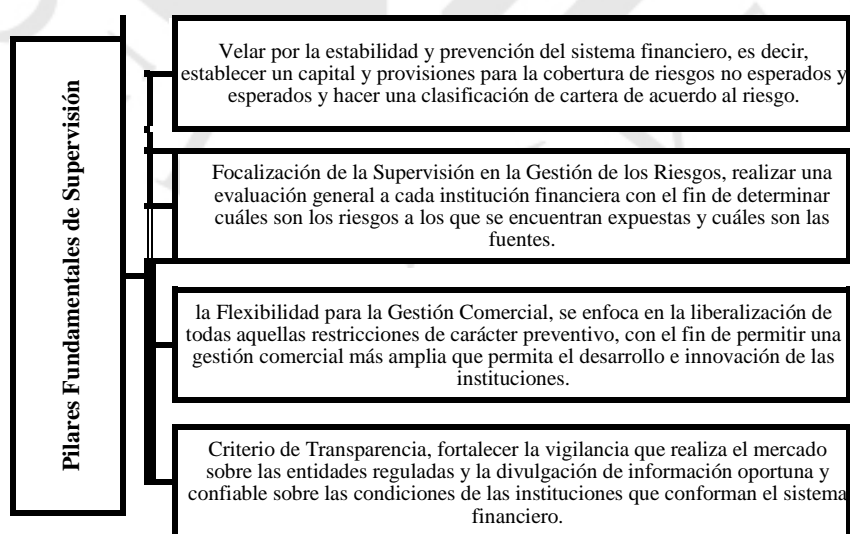 Pilares Fundamentales de Supervisión
Velar por la estabilidad y prevención del sistema financiero, es decir,
establecer un capital y provisiones para la cobertura de riesgos no esperados y
esperados y hacer una clasificación de cartera de acuerdo al riesgo.
Focalización de la Supervisión en la Gestión de los Riesgos, realizar una
evaluación general a cada institución financiera con el fin de determinar
cuáles son los riesgos a los que se encuentran expuestas y cuáles son las
fuentes.
la Flexibilidad para la Gestión Comercial, se enfoca en la liberalización de
todas aquellas restricciones de carácter preventivo, con el fin de permitir una
gestión comercial más amplia que permita el desarrollo e innovación de las
instituciones.
Criterio de Transparencia, fortalecer la vigilancia que realiza el mercado
sobre las entidades reguladas y la divulgación de información oportuna y
confiable sobre las condiciones de las instituciones que conforman el sistema
financiero.